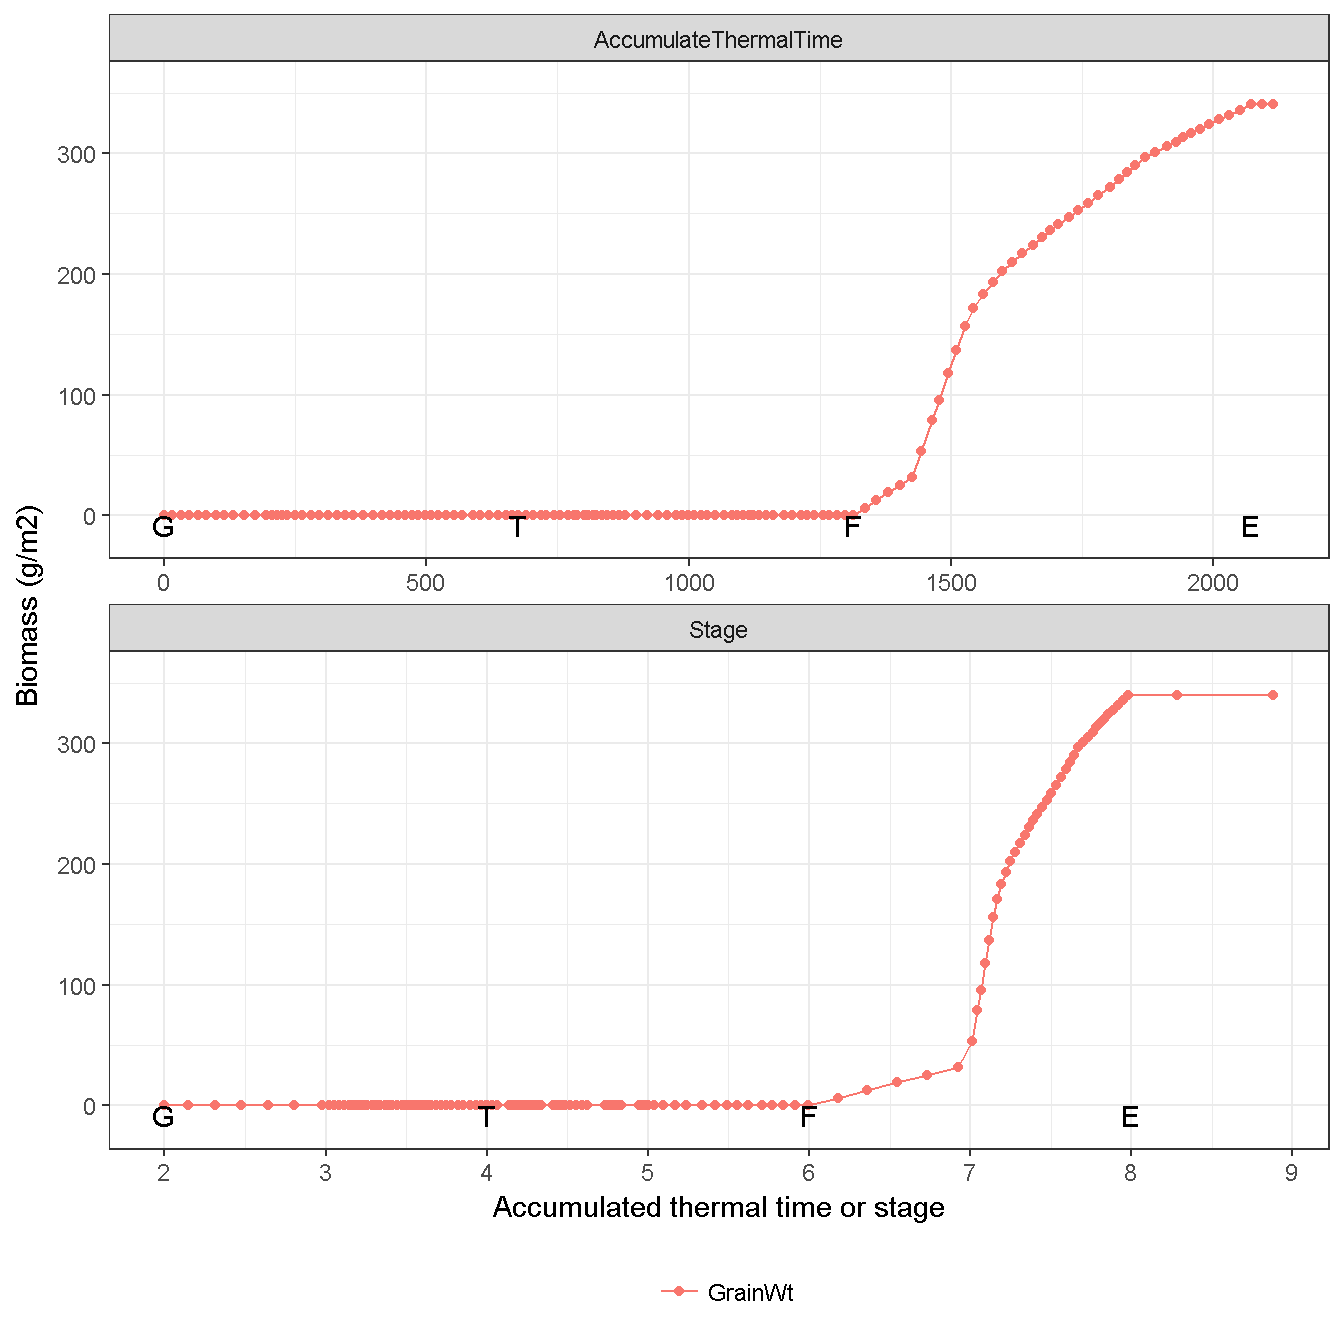 AccumulateThermalTime
300
200
100
0
G T F E
0 500 1000 1500 2000
Biomass (g/m2)
Stage
300
200
100
0
G T F E
2 3 4 5 6 7 8 9
Accumulated thermal time or stage
GrainWt